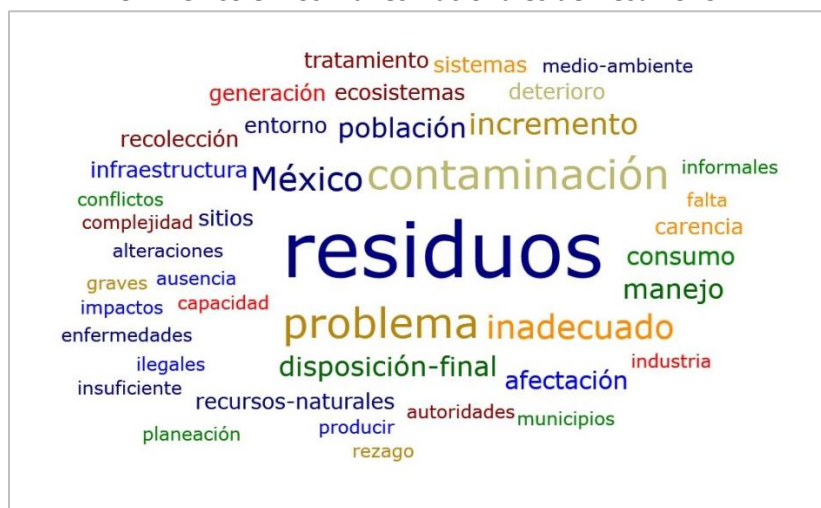 tratamiento sistemas medio-ambiente
generación ecosistemas deterioro
recolección entorno población incremento
infraestructura México contaminación informales
conflictos falta
complejidad sitios carencia
alteraciones residuos consumo
graves ausencia manejo
impactos capacidad
enfermedades problema inadecuado
ilegales disposición-final afectación industria
insuficiente recursos-naturales autoridades municipios
planeación producir
rezago